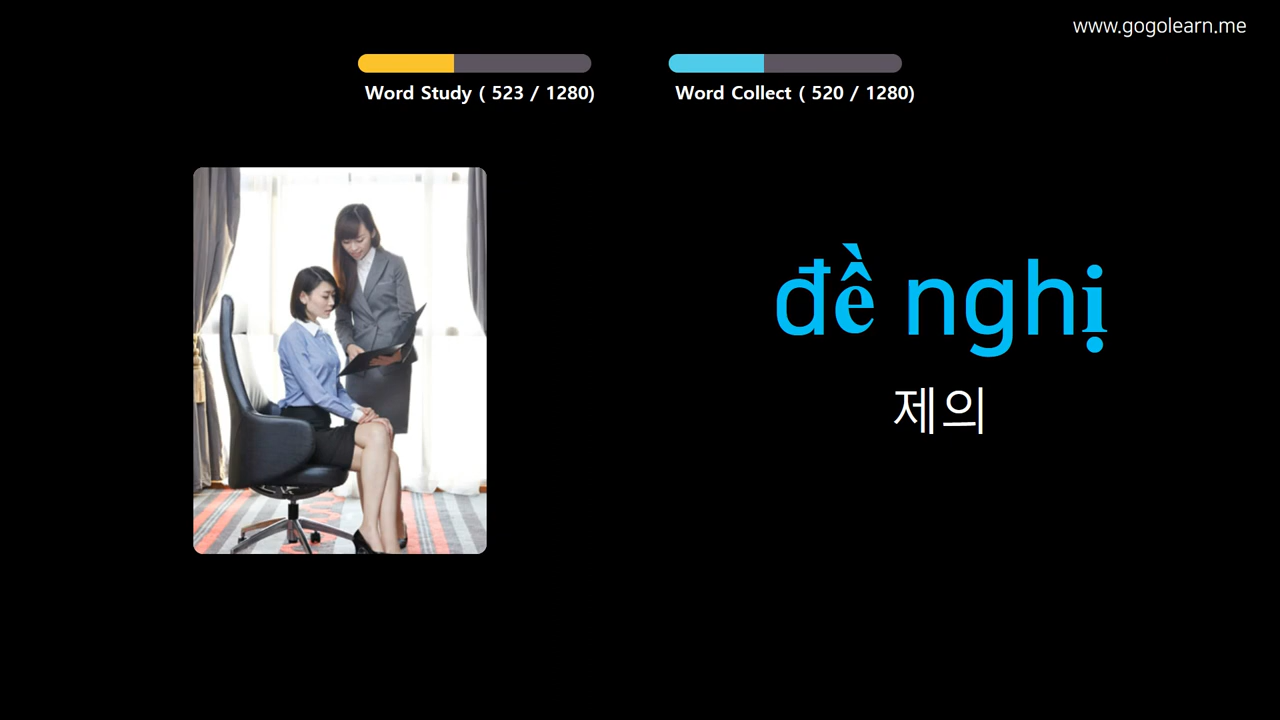 www.gogolearn.me
Word Study ( 523 / 1280)
Word Collect ( 520 / 1280)
đề nghị
제의